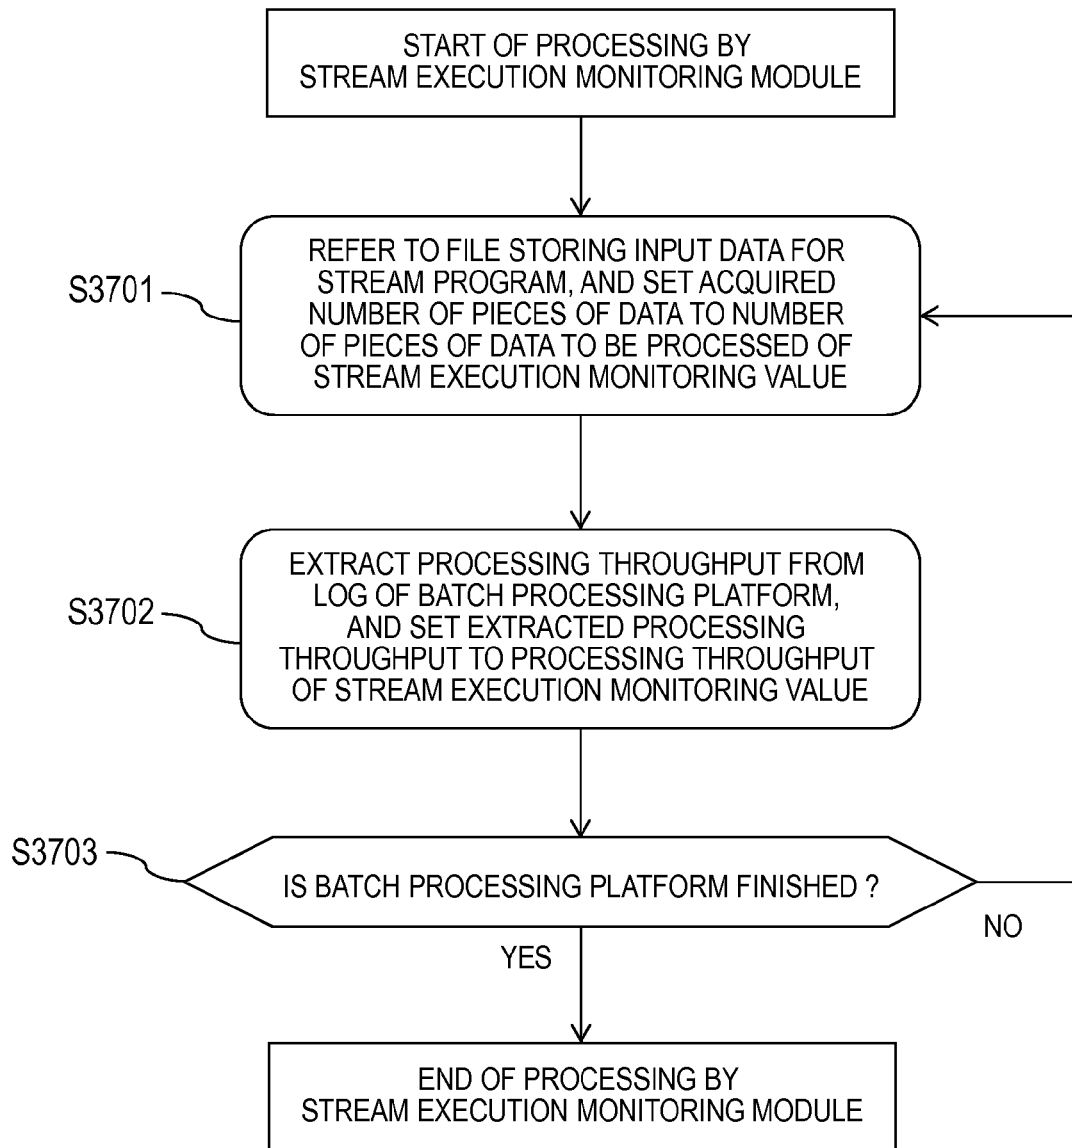 START OF PROCESSING BY
STREAM EXECUTION MONITORING MODULE
S3701
REFER TO FILE STORING INPUT DATA FOR
STREAM PROGRAM, AND SET ACQUIRED
NUMBER OF PIECES OF DATA TO NUMBER
OF PIECES OF DATA TO BE PROCESSED OF
STREAM EXECUTION MONITORING VALUE
S3702
EXTRACT PROCESSING THROUGHPUT FROM
LOG OF BATCH PROCESSING PLATFORM,
AND SET EXTRACTED PROCESSING
THROUGHPUT TO PROCESSING THROUGHPUT
OF STREAM EXECUTION MONITORING VALUE
S3703
IS BATCH PROCESSING PLATFORM FINISHED ?
NO
YES
END OF PROCESSING BY
STREAM EXECUTION MONITORING MODULE